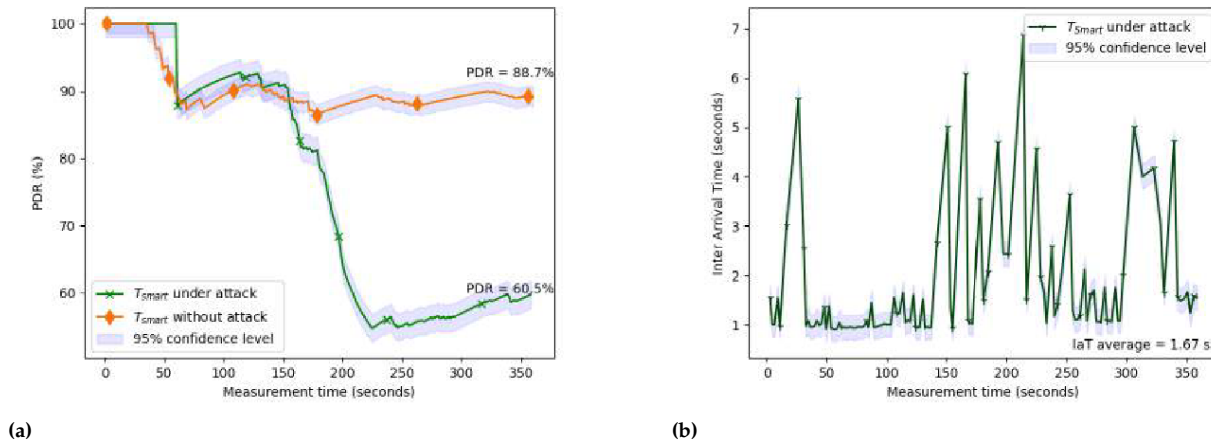 100
90
80
70
60
PDR (%)
PDR = 88.7%
PDR = 60.5%
T_Smart under attack
T_Smart without attack
95% confidence level
0 50 100 150 200 250 300 350
Measurement time (seconds)
(a)
7
6
5
4
3
2
1
Inter Arrival Time (seconds)
T_Smart under attack
95% confidence level
IaT average = 1.67 s
0 50 100 150 200 250 300 350
Measurement time (seconds)
(b)